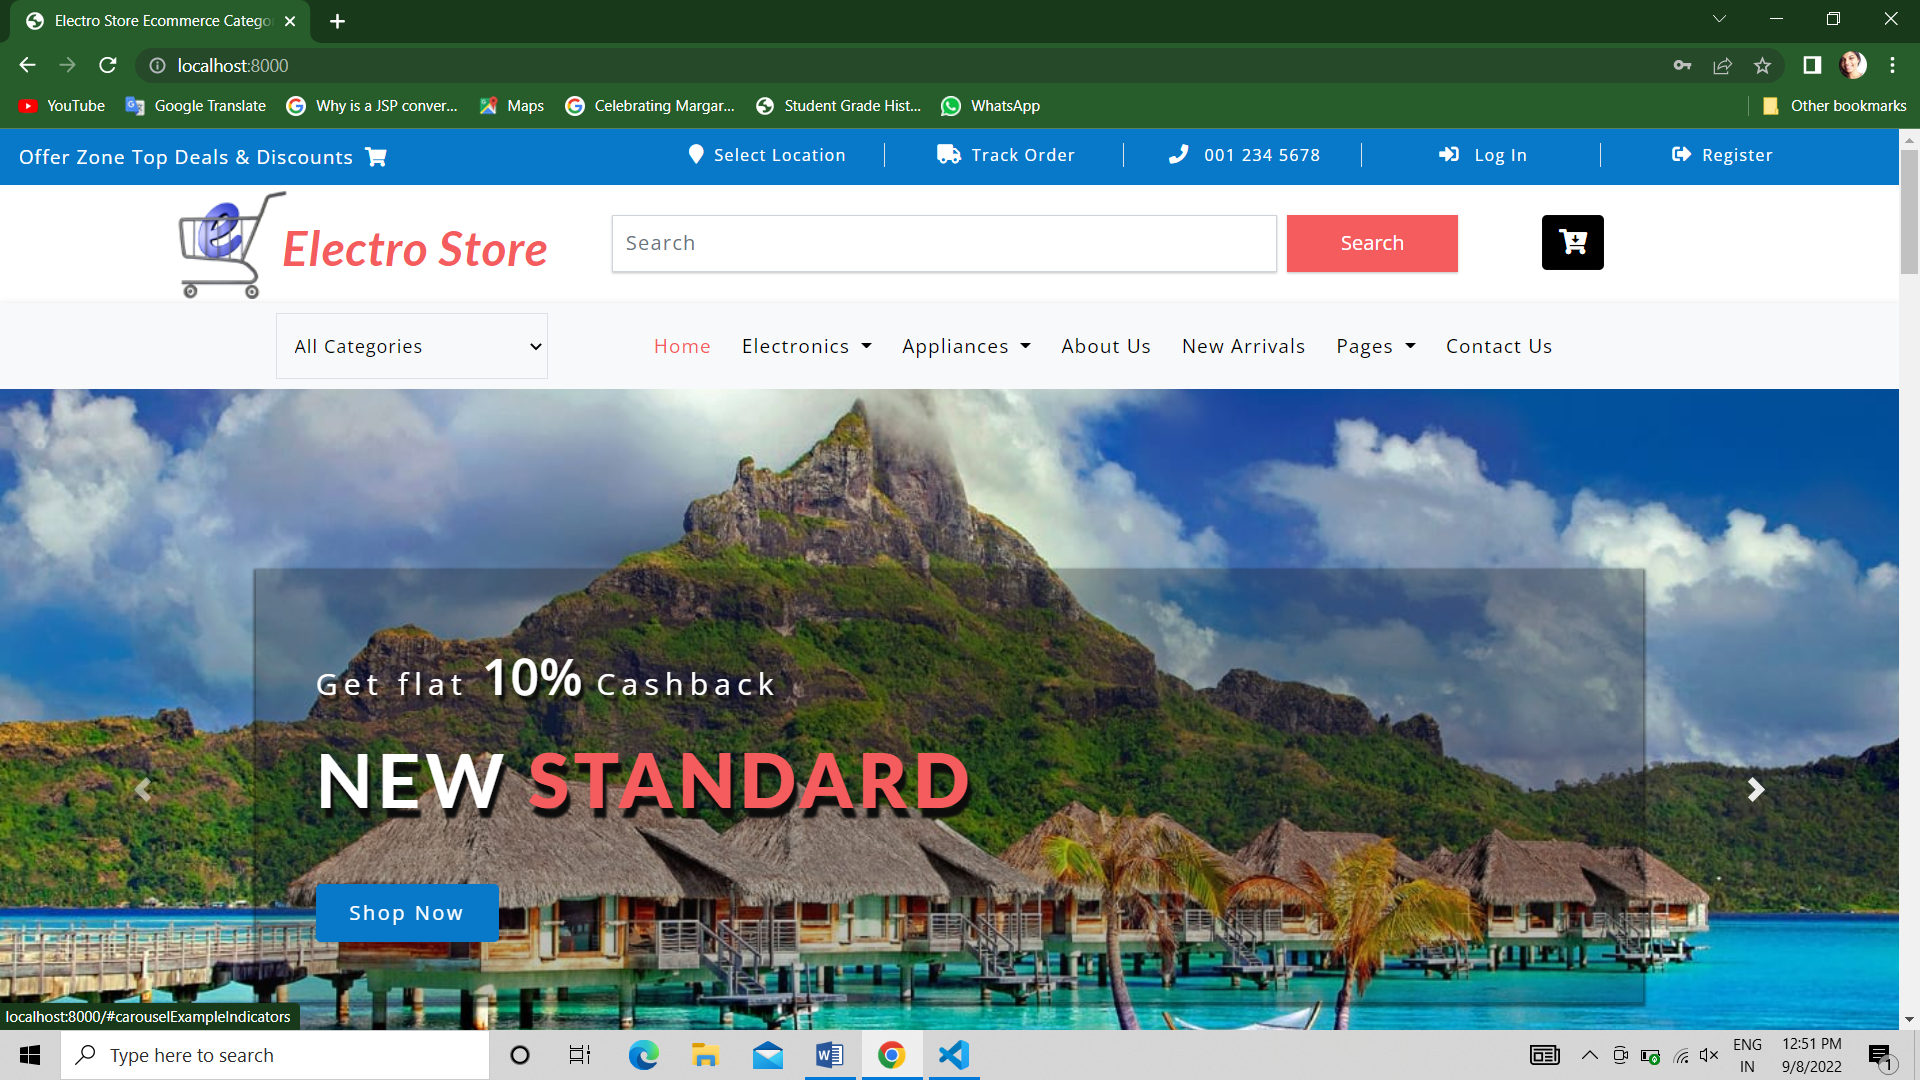 Electro Store Ecommerce Catego
localhost:8000
YouTube Google Translate Why is a JSP conver... Maps Celebrating Margar... Student Grade Hist... WhatsApp Other bookmarks
Offer Zone Top Deals & Discounts Select Location Track Order 001 234 5678 Log In Register
e Electro Store Search Search
All Categories Home Electronics Appliances About Us New Arrivals Pages Contact Us
Get flat 10% Cashback
NEW STANDARD
Shop Now
localhost:8000/#carouselExampleIndicators
Type here to search
ENG
IN
12:51 PM
9/8/2022
1